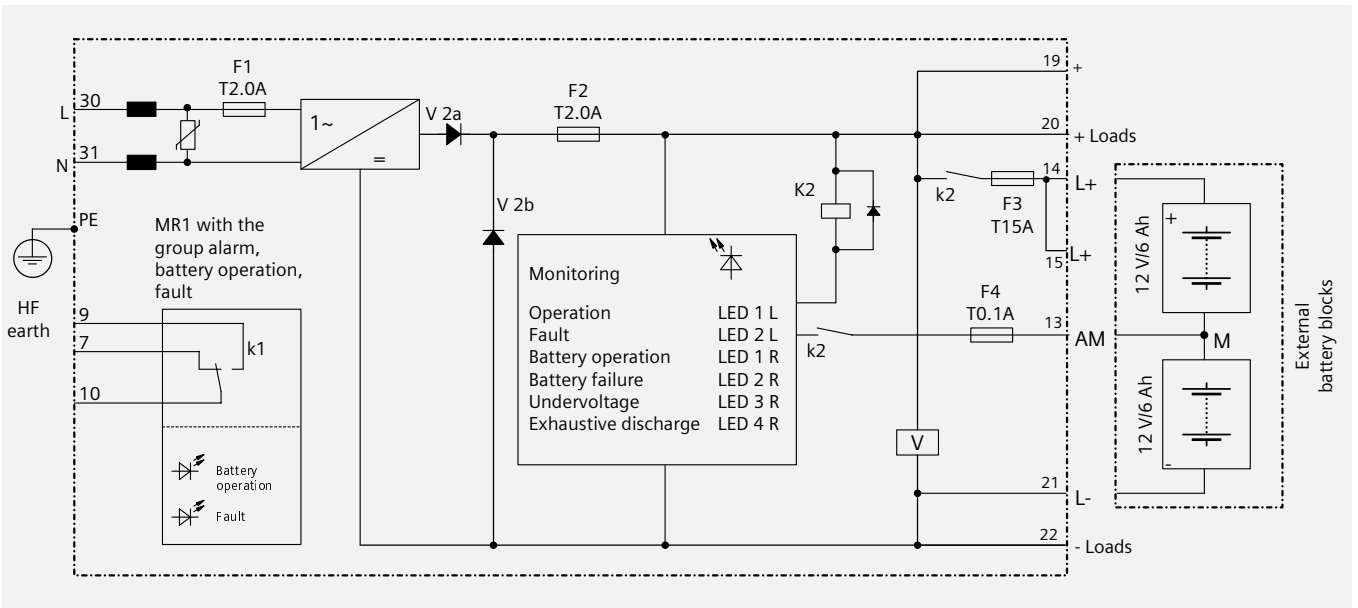 F1
T2.0A
L
30
1~
=
N
31
V 2a
F2
T2.0A
19
+
20
+ Loads
14
L+
k2
F3
T15A
15
L+
K2
V 2b
PE
HF
earth
MR1 with the
group alarm,
battery operation,
fault
9
7
10
k1
Battery
operation
Fault
Monitoring
Operation LED 1 L
Fault LED 2 L
Battery operation LED 1 R
Battery failure LED 2 R
Undervoltage LED 3 R
Exhaustive discharge LED 4 R
k2
F4
T0.1A
13
AM
V
21
L-
22
- Loads
+
12 V/6 Ah
M
12 V/6 Ah
-
External
battery blocks